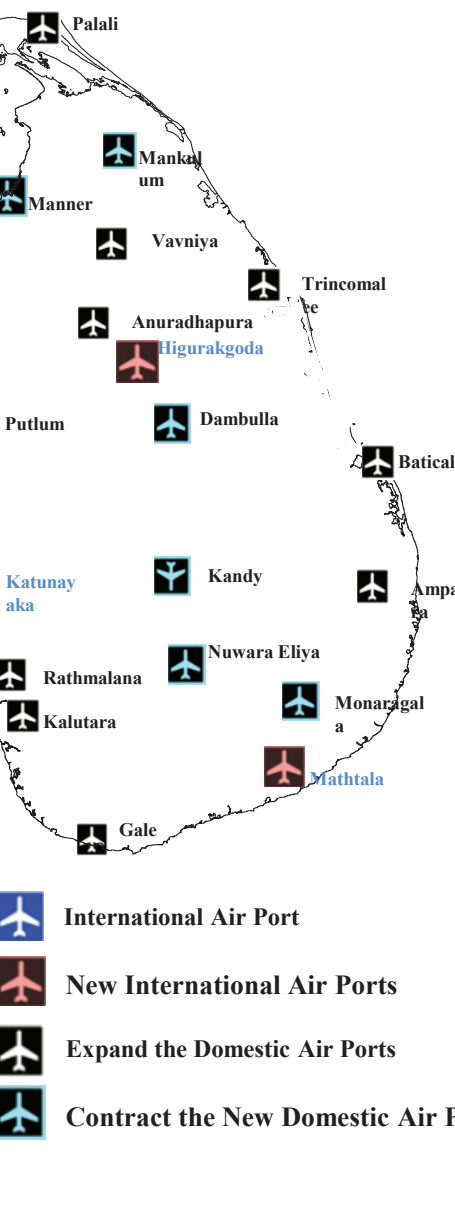 Palali
Mankul
um
Manner
Vavniya
Trincomal
ee
Anuradhapura
Higurakgoda
Dambulla
Putlum
Batical
Kandy
Katunay
aka
Ampa
ra
Nuwara Eliya
Rathmalana
Monaragal
a
Kalutara
Mathtala
Gale
International Air Port
New International Air Ports
Expand the Domestic Air Ports
Contract the New Domestic Air P